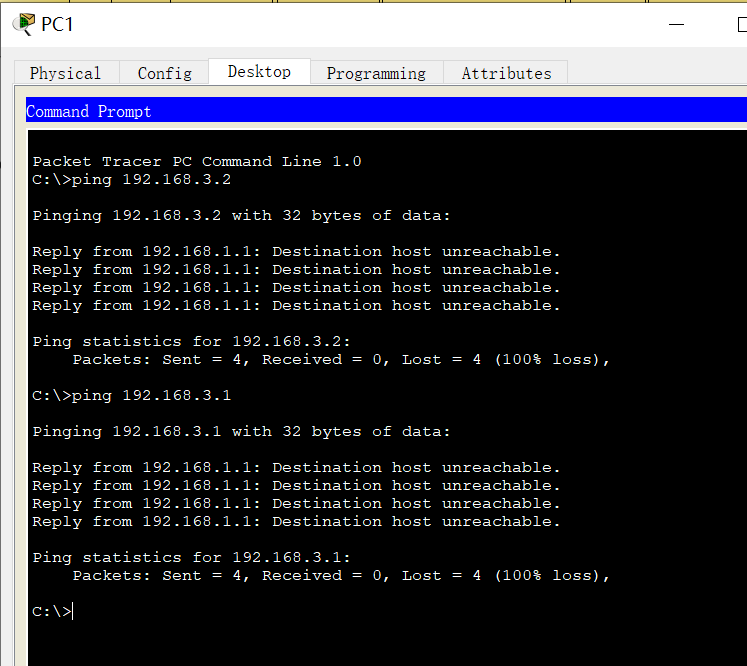 PC1
Physical Config Desktop Programming Attributes
Command Prompt
Packet Tracer PC Command Line 1.0
C:\>ping 192.168.3.2
Pinging 192.168.3.2 with 32 bytes of data:
Reply from 192.168.1.1: Destination host unreachable.
Reply from 192.168.1.1: Destination host unreachable.
Reply from 192.168.1.1: Destination host unreachable.
Reply from 192.168.1.1: Destination host unreachable.
Ping statistics for 192.168.3.2:
Packets: Sent = 4, Received = 0, Lost = 4 (100% loss),
C:\>ping 192.168.3.1
Pinging 192.168.3.1 with 32 bytes of data:
Reply from 192.168.1.1: Destination host unreachable.
Reply from 192.168.1.1: Destination host unreachable.
Reply from 192.168.1.1: Destination host unreachable.
Reply from 192.168.1.1: Destination host unreachable.
Ping statistics for 192.168.3.1:
Packets: Sent = 4, Received = 0, Lost = 4 (100% loss),
C:\>